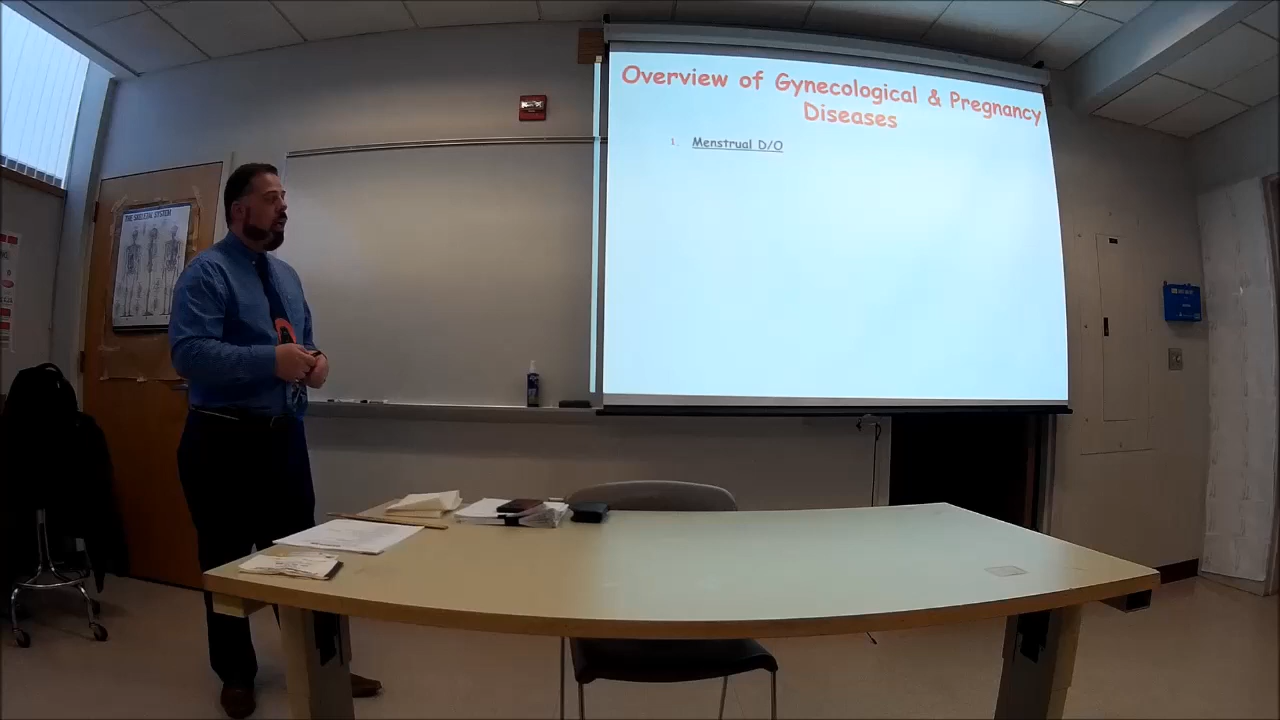 Overview of Gynecological & Pregnancy
Diseases
1. Menstrual D/O
THE SKELETAL SYSTEM